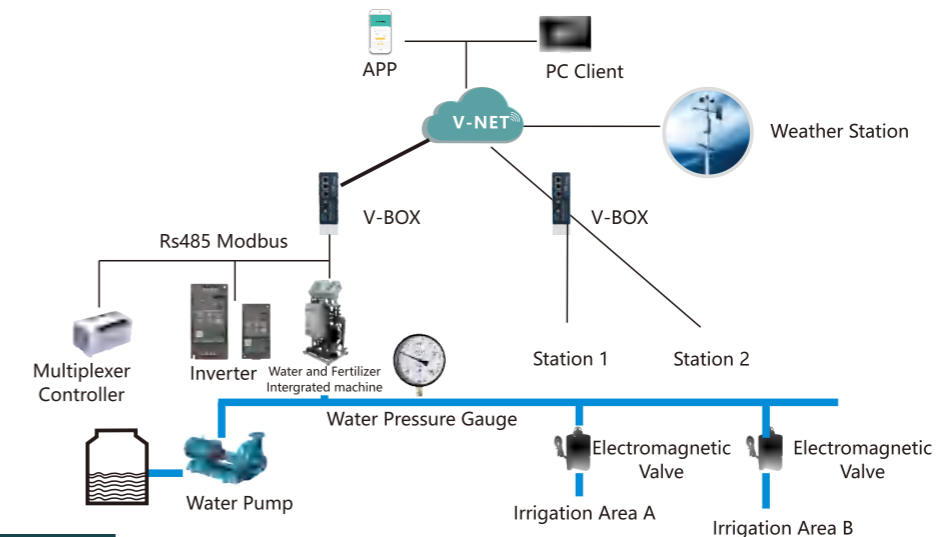 APP
PC Client
V-NET
Weather Station
V-BOX
V-BOX
Rs485 Modbus
Multiplexer
Controller
Inverter
Water and Fertilizer
Intergrated machine
Station 1
Station 2
Water Pressure Gauge
Electromagnetic
Valve
Electromagnetic
Valve
Water Pump
Irrigation Area A
Irrigation Area B